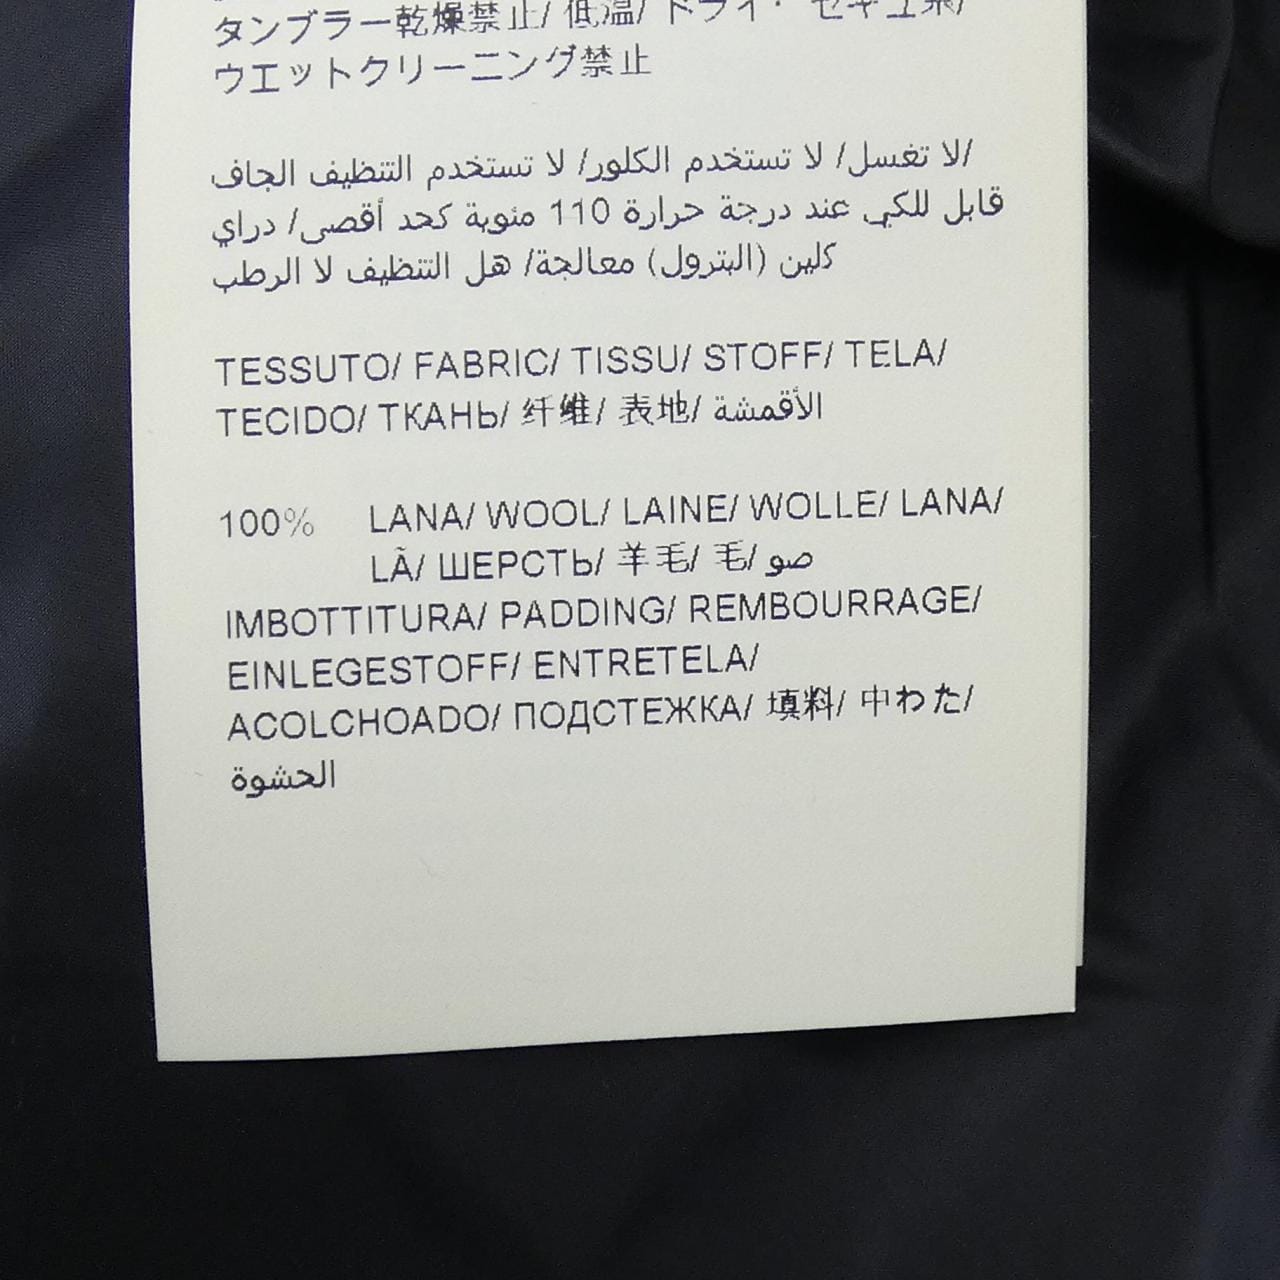 タンブラー乾燥禁止/ 低温/ ドライ・セキユ系/
ウエットクリーニング禁止
لا تغسل/ لا تستخدم الكلور/ لا تستخدم التنظيف الجاف/
قابل للكي عند درجة حرارة 110 مئوية كحد أقصى/ دراي
كلين (البترول) معالجة/ هل التنظيف لا الرطب
TESSUTO/ FABRIC/ TISSU/ STOFF/ TELA/
TECIDO/ ТКАНЬ/ 纤维/ 表地/ الأقمشة
100% LANA/ WOOL/ LAINE/ WOLLE/ LANA/
LÃ/ ШЕРСТЬ/ 羊毛/ 毛/ صو
IMBOTTITURA/ PADDING/ REMBOURRAGE/
EINLEGESTOFF/ ENTRETELA/
ACOLCHOADO/ ПОДСТЕЖКА/ 填料/ 中わた/
الحشوة